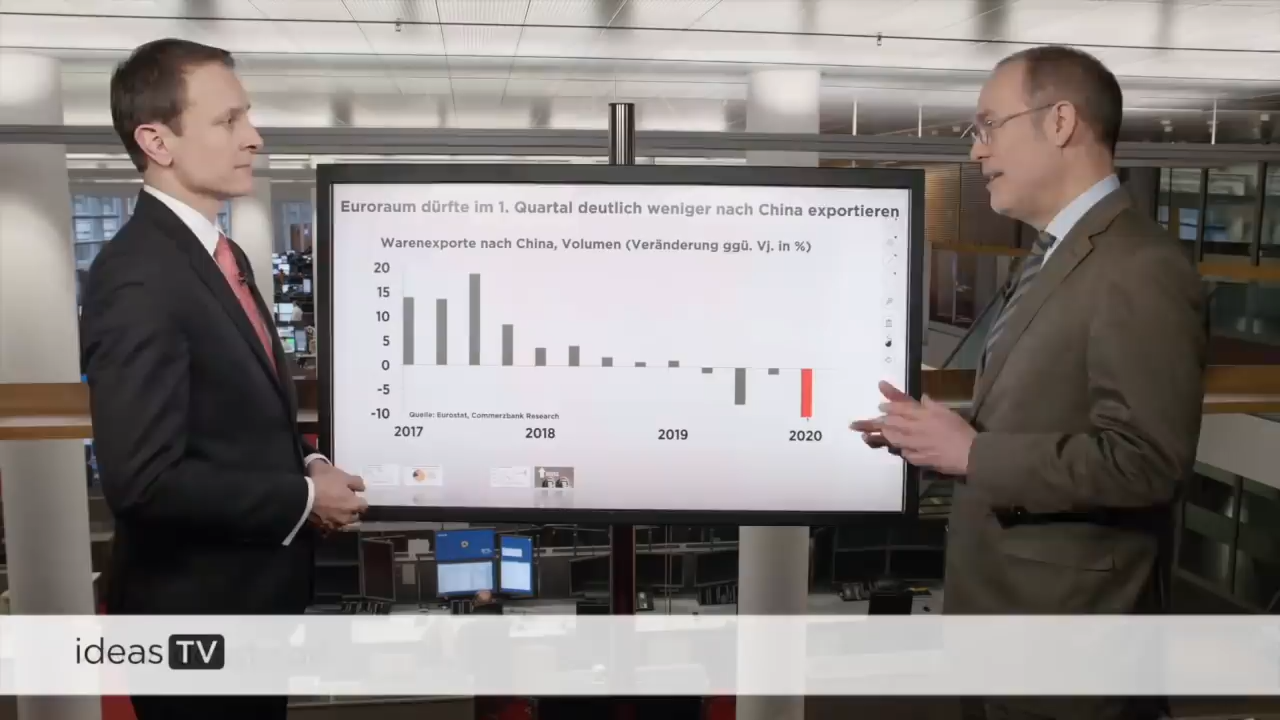 Euroraum dürfte im 1. Quartal deutlich weniger nach China exportieren
Warenexporte nach China, Volumen (Veränderung ggü. Vj. in %)
20
15
10
5
0
-5
-10
Quelle: Eurostat, Commerzbank Research
2017 2018 2019 2020
ideas TV